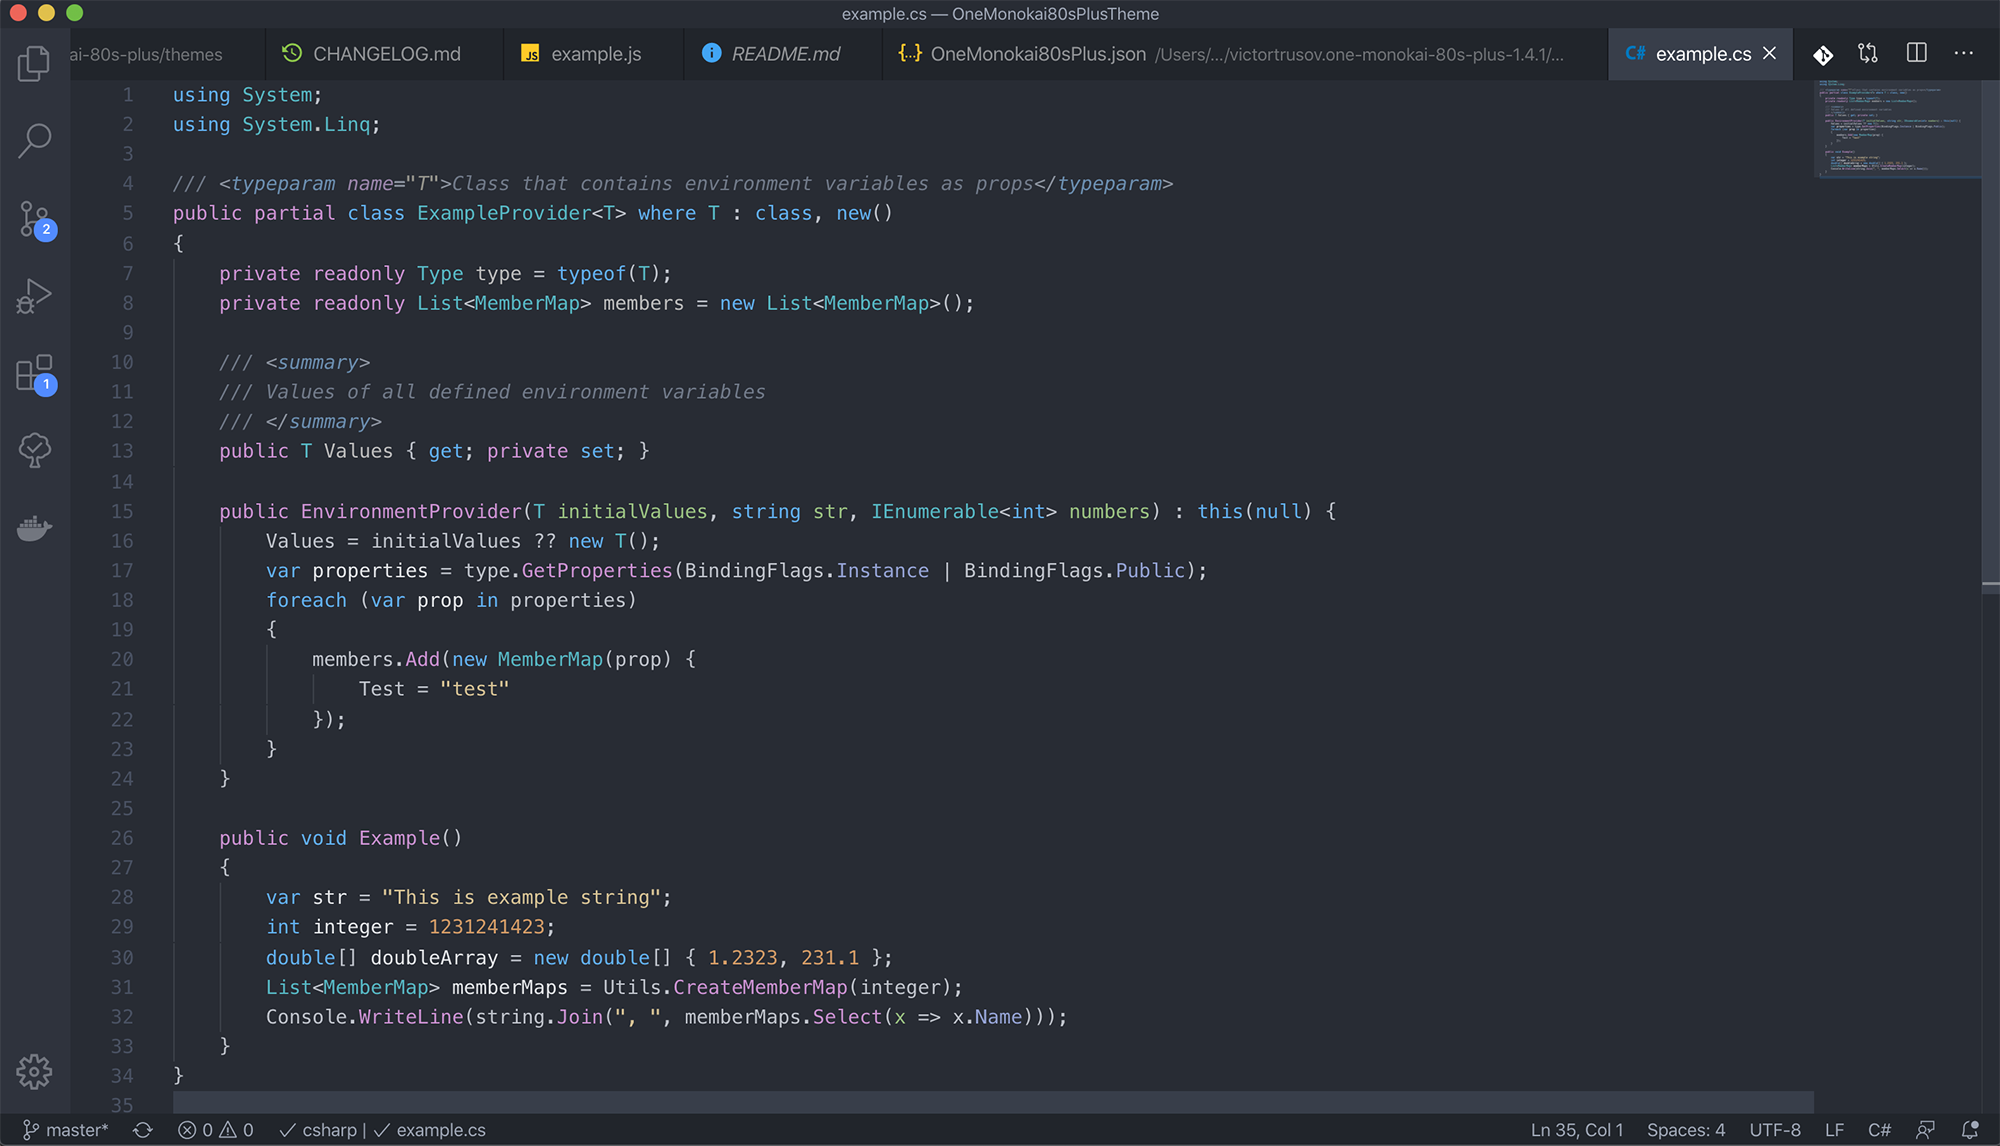 example.cs — OneMonokai80sPlusTheme
ai-80s-plus/themes CHANGELOG.md JS example.js README.md {..} OneMonokai80sPlus.json /Users/.../victortrusov.one-monokai-80s-plus-1.4.1/... C# example.cs
1 using System;
2 using System.Linq;
3
4 /// <typeparam name="T">Class that contains environment variables as props</typeparam>
5 public partial class ExampleProvider<T> where T : class, new()
6 {
7     private readonly Type type = typeof(T);
8     private readonly List<MemberMap> members = new List<MemberMap>();
9
10     /// <summary>
11     /// Values of all defined environment variables
12     /// </summary>
13     public T Values { get; private set; }
14
15     public EnvironmentProvider(T initialValues, string str, IEnumerable<int> numbers) : this(null) {
16         Values = initialValues ?? new T();
17         var properties = type.GetProperties(BindingFlags.Instance | BindingFlags.Public);
18         foreach (var prop in properties)
19         {
20             members.Add(new MemberMap(prop) {
21                 Test = "test"
22             });
23         }
24     }
25
26     public void Example()
27     {
28         var str = "This is example string";
29         int integer = 1231241423;
30         double[] doubleArray = new double[] { 1.2323, 231.1 };
31         List<MemberMap> memberMaps = Utils.CreateMemberMap(integer);
32         Console.WriteLine(string.Join(", ", memberMaps.Select(x => x.Name)));
33     }
34 }
35
2
1
master* 0 0 csharp | example.cs Ln 35, Col 1 Spaces: 4 UTF-8 LF C#